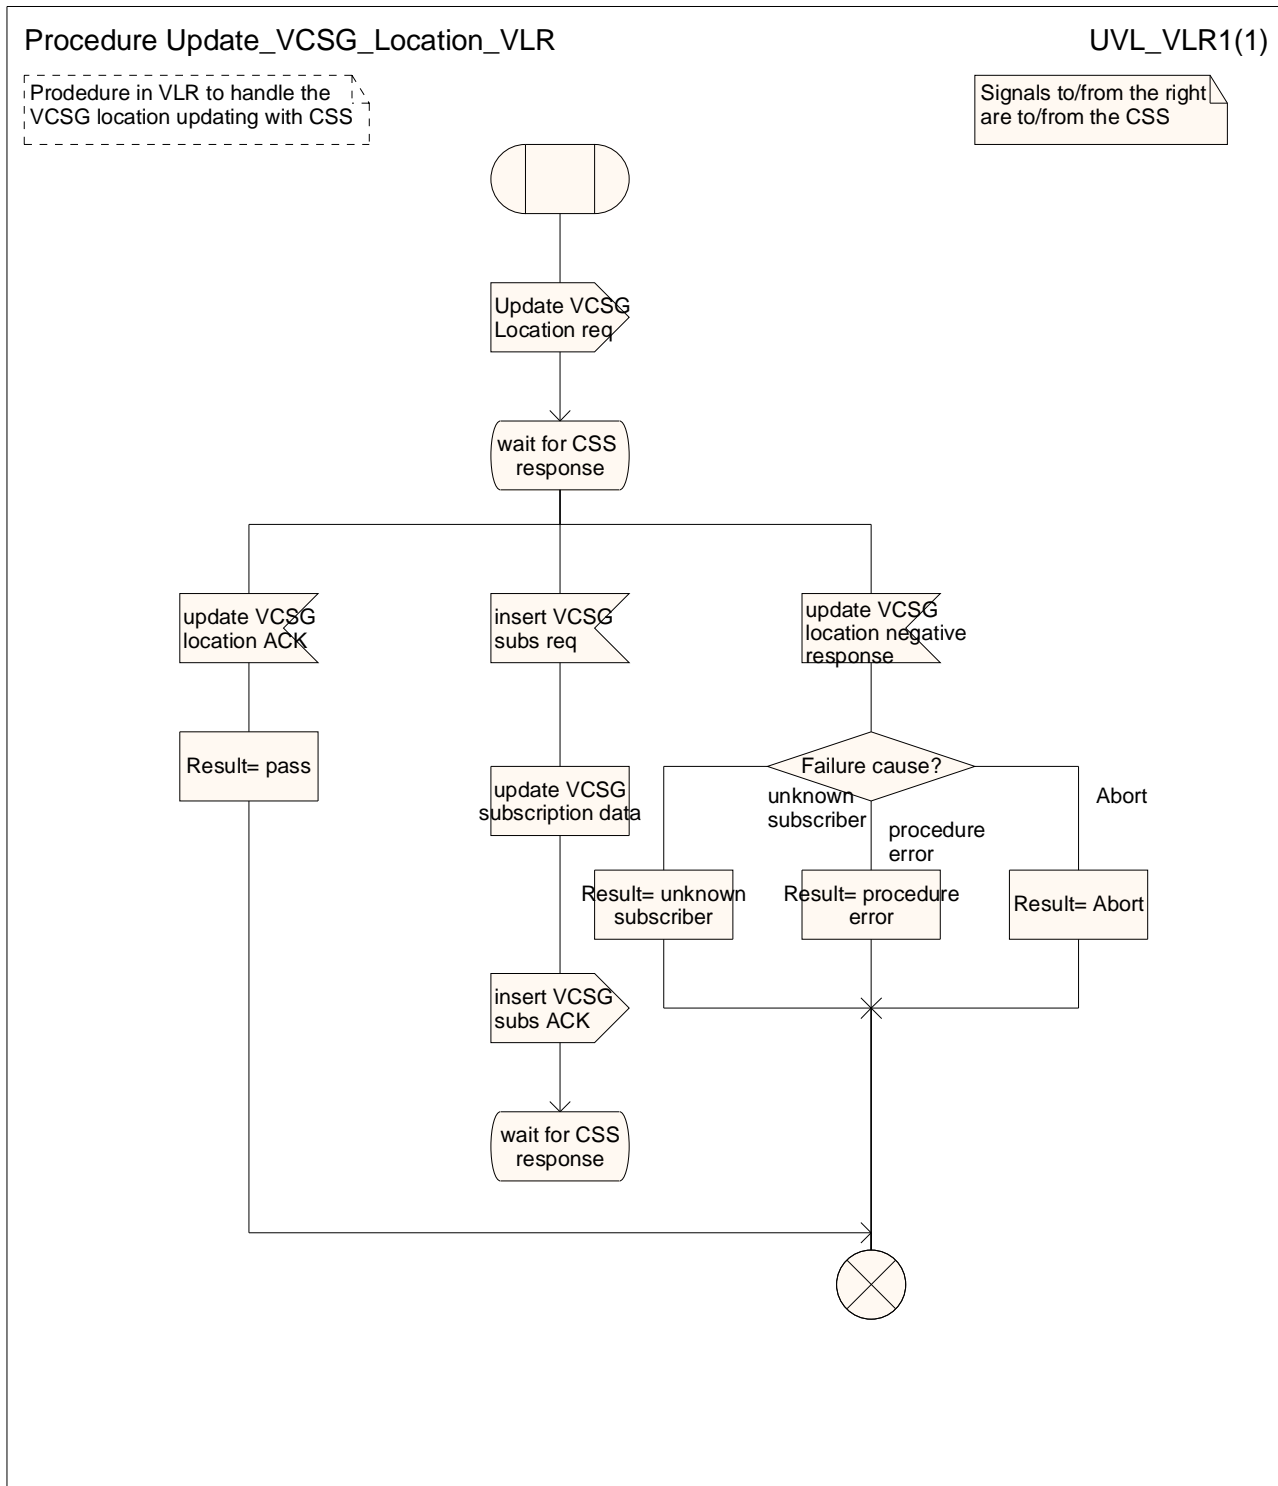 Procedure Update_VCSG_Location_VLR
UVL_VLR1(1)
Prodedure in VLR to handle the
VCSG location updating with CSS
Signals to/from the right
are to/from the CSS
Update VCSG
Location req
wait for CSS
response
update VCSG
location ACK
insert VCSG
subs req
update VCSG
location negative
response
Result= pass
update VCSG
subscription data
Failure cause?
unknown
subscriber
procedure
error
Abort
Result= unknown
subscriber
Result= procedure
error
Result= Abort
insert VCSG
subs ACK
wait for CSS
response